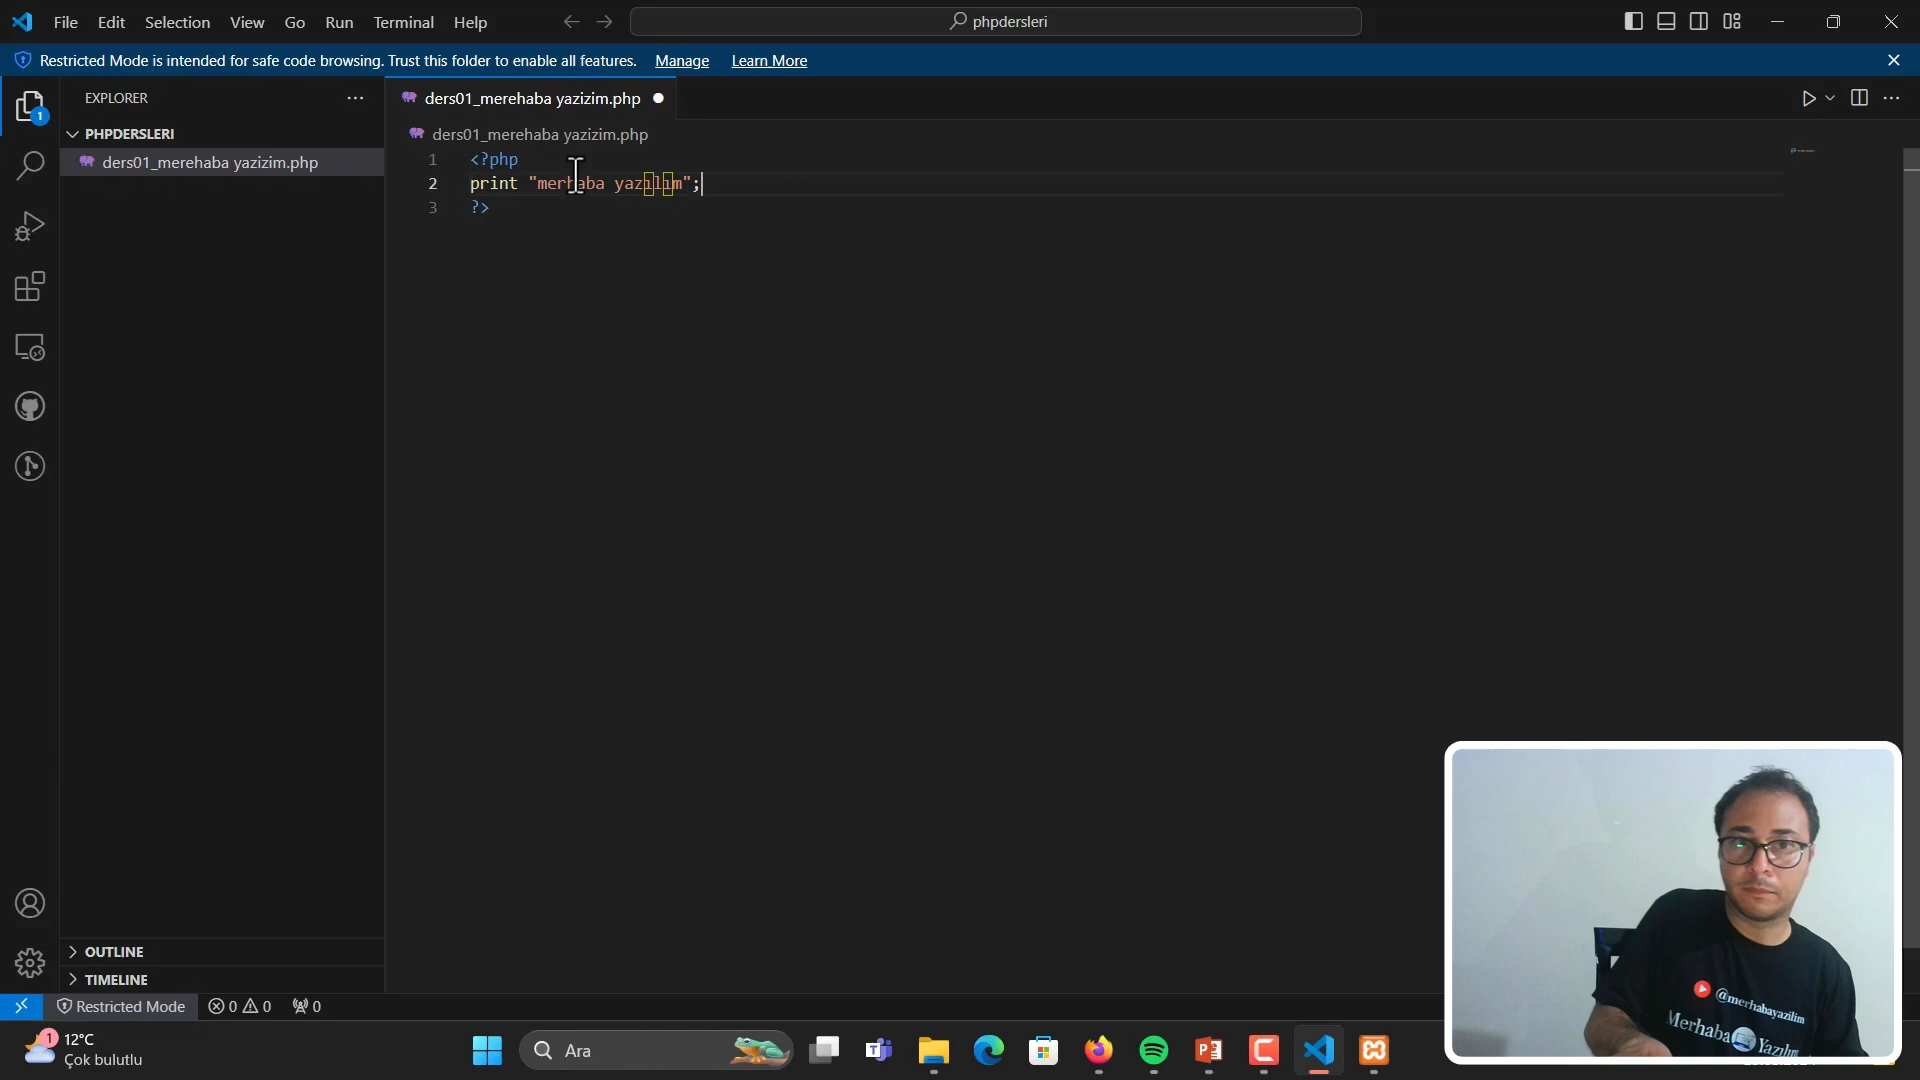 File Edit Selection View Go Run Terminal Help
phpdersleri
Restricted Mode is intended for safe code browsing. Trust this folder to enable all features. Manage Learn More
EXPLORER
1
PHPDERSLERI
ders01_merehaba yazizim.php
ders01_merehaba yazizim.php
ders01_merehaba yazizim.php
1 <?php
2 print "merhaba yazılım";
3 ?>
OUTLINE
TIMELINE
Restricted Mode 0 0 0
1
12°C
Çok bulutlu
Ara
@merhabayazilim
Merhaba Yazılım